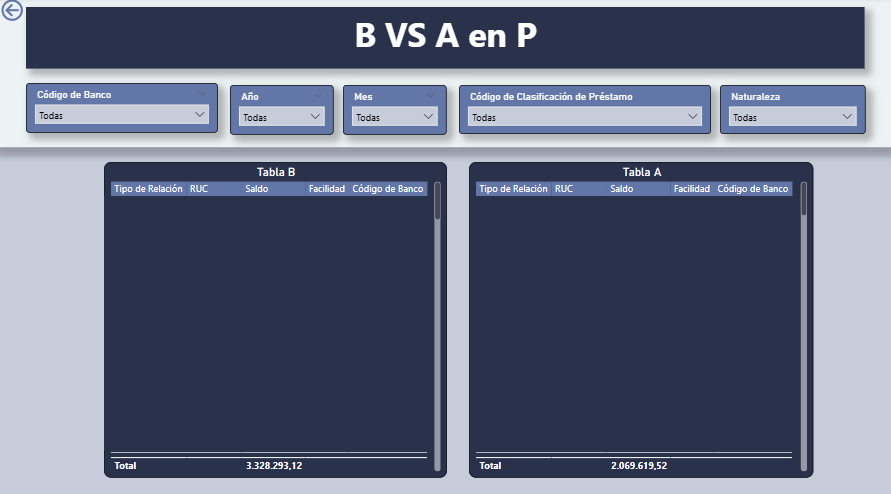 B VS A en P
Código de Banco
Todas
Año
Todas
Mes
Todas
Código de Clasificación de Préstamo
Todas
Naturaleza
Todas
Tabla B
Tipo de Relación RUC Saldo Facilidad Código de Banco
Total 3.328.293,12
Tabla A
Tipo de Relación RUC Saldo Facilidad Código de Banco
Total 2.069.619,52